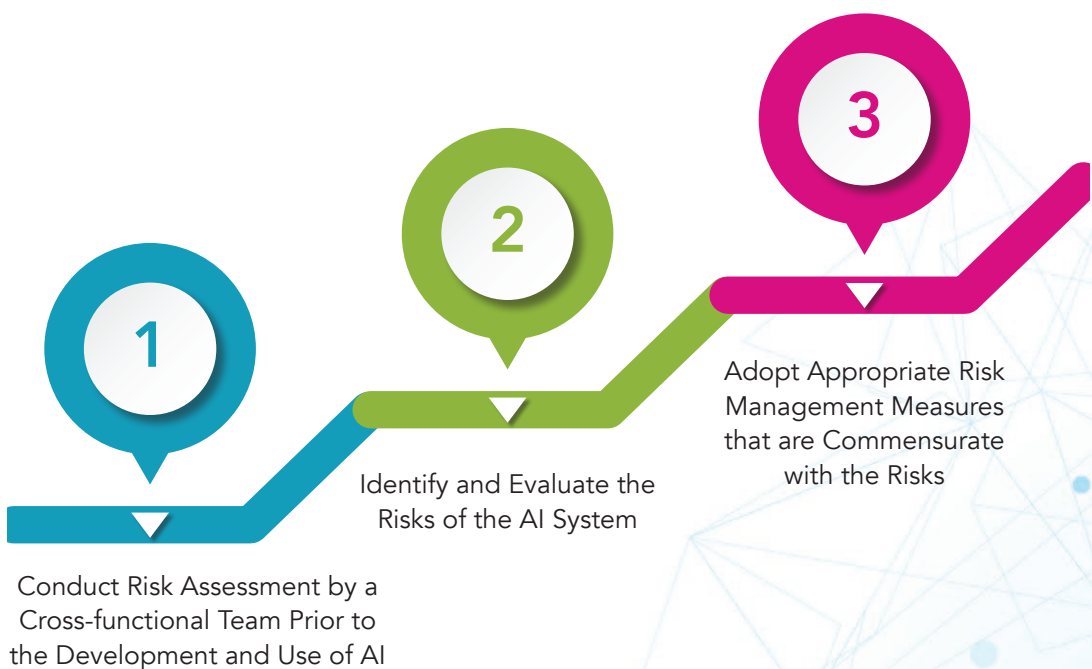 1
Conduct Risk Assessment by a
Cross-functional Team Prior to
the Development and Use of AI
2
Identify and Evaluate the
Risks of the AI System
3
Adopt Appropriate Risk
Management Measures
that are Commensurate
with the Risks